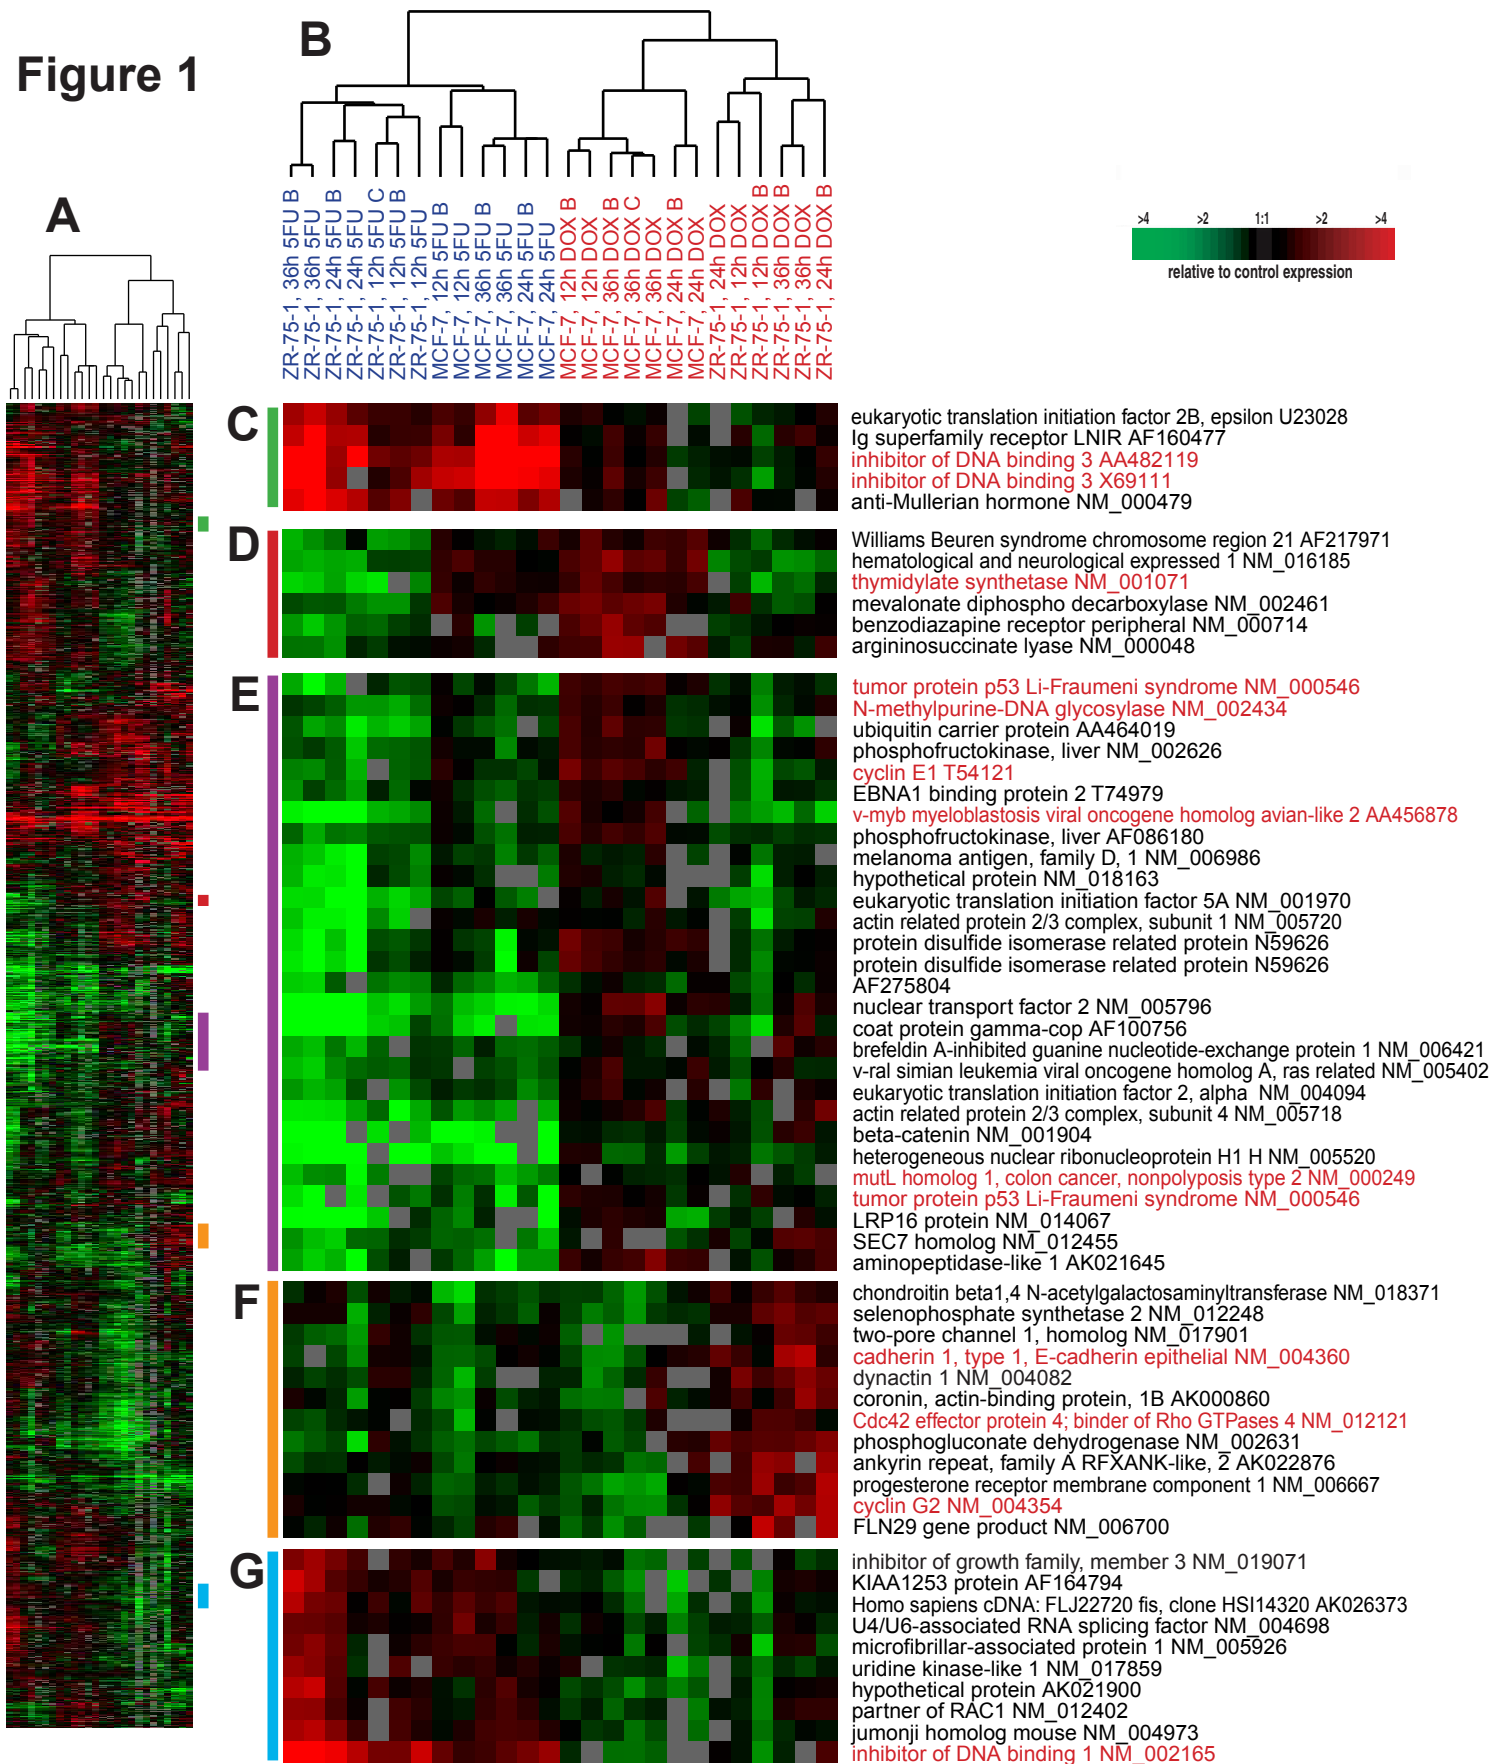 Figure 1
B
A
>4 >2 1:1 >2 >4
relative to control expression
ZR-75-1, 36h 5FU B
ZR-75-1, 36h 5FU
ZR-75-1, 24h 5FU B
ZR-75-1, 24h 5FU
ZR-75-1, 12h 5FU C
ZR-75-1, 12h 5FU B
ZR-75-1, 12h 5FU
MCF-7, 12h 5FU B
MCF-7, 12h 5FU
MCF-7, 36h 5FU B
MCF-7, 36h 5FU
MCF-7, 24h 5FU B
MCF-7, 24h 5FU
MCF-7, 12h DOX B
MCF-7, 12h DOX
MCF-7, 36h DOX B
MCF-7, 36h DOX C
MCF-7, 36h DOX
MCF-7, 24h DOX B
MCF-7, 24h DOX
ZR-75-1, 24h DOX
ZR-75-1, 12h DOX
ZR-75-1, 12h DOX B
ZR-75-1, 36h DOX B
ZR-75-1, 36h DOX
ZR-75-1, 24h DOX B
C
eukaryotic translation initiation factor 2B, epsilon U23028
Ig superfamily receptor LNIR AF160477
inhibitor of DNA binding 3 AA482119
inhibitor of DNA binding 3 X69111
anti-Mullerian hormone NM_000479
D
Williams Beuren syndrome chromosome region 21 AF217971
hematological and neurological expressed 1 NM_016185
thymidylate synthetase NM_001071
mevalonate diphospho decarboxylase NM_002461
benzodiazapine receptor peripheral NM_000714
argininosuccinate lyase NM_000048
E
tumor protein p53 Li-Fraumeni syndrome NM_000546
N-methylpurine-DNA glycosylase NM_002434
ubiquitin carrier protein AA464019
phosphofructokinase, liver NM_002626
cyclin E1 T54121
EBNA1 binding protein 2 T74979
v-myb myeloblastosis viral oncogene homolog avian-like 2 AA456878
phosphofructokinase, liver AF086180
melanoma antigen, family D, 1 NM_006986
hypothetical protein NM_018163
eukaryotic translation initiation factor 5A NM_001970
actin related protein 2/3 complex, subunit 1 NM_005720
protein disulfide isomerase related protein N59626
protein disulfide isomerase related protein N59626
AF275804
nuclear transport factor 2 NM_005796
coat protein gamma-cop AF100756
brefeldin A-inhibited guanine nucleotide-exchange protein 1 NM_006421
v-ral simian leukemia viral oncogene homolog A, ras related NM_005402
eukaryotic translation initiation factor 2, alpha NM_004094
actin related protein 2/3 complex, subunit 4 NM_005718
beta-catenin NM_001904
heterogeneous nuclear ribonucleoprotein H1 H NM_005520
mutL homolog 1, colon cancer, nonpolyposis type 2 NM_000249
tumor protein p53 Li-Fraumeni syndrome NM_000546
LRP16 protein NM_014067
SEC7 homolog NM_012455
aminopeptidase-like 1 AK021645
F
chondroitin beta1,4 N-acetylgalactosaminyltransferase NM_018371
selenophosphate synthetase 2 NM_012248
two-pore channel 1, homolog NM_017901
cadherin 1, type 1, E-cadherin epithelial NM_004360
dynactin 1 NM_004082
coronin, actin-binding protein, 1B AK000860
Cdc42 effector protein 4; binder of Rho GTPases 4 NM_012121
phosphogluconate dehydrogenase NM_002631
ankyrin repeat, family A RFXANK-like, 2 AK022876
progesterone receptor membrane component 1 NM_006667
cyclin G2 NM_004354
FLN29 gene product NM_006700
G
inhibitor of growth family, member 3 NM_019071
KIAA1253 protein AF164794
Homo sapiens cDNA: FLJ22720 fis, clone HSI14320 AK026373
U4/U6-associated RNA splicing factor NM_004698
microfibrillar-associated protein 1 NM_005926
uridine kinase-like 1 NM_017859
hypothetical protein AK021900
partner of RAC1 NM_012402
jumonji homolog mouse NM_004973
inhibitor of DNA binding 1 NM_002165